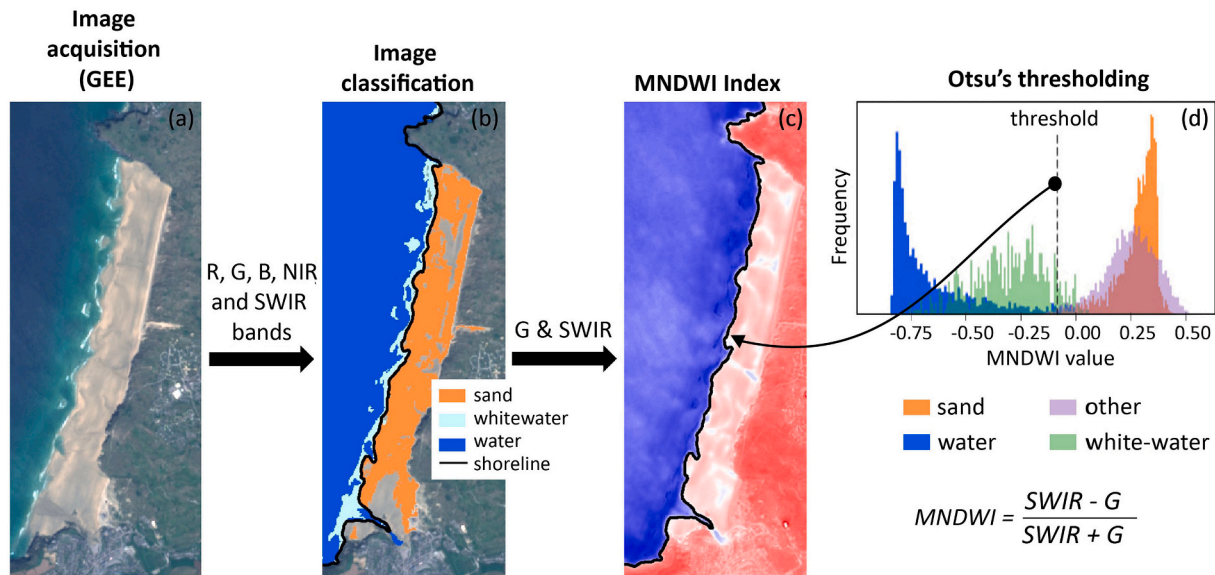 Image
acquisition
(GEE)
(a)
R, G, B, NIR
and SWIR
bands
Image
classification
(b)
sand
whitewater
water
shoreline
G & SWIR
MNDWI Index
(c)
Otsu's thresholding
threshold
(d)
Frequency
-0.75 -0.50 -0.25 0.00 0.25 0.50
MNDWI value
sand other
water white-water
MNDWI = SWIR - G
SWIR + G